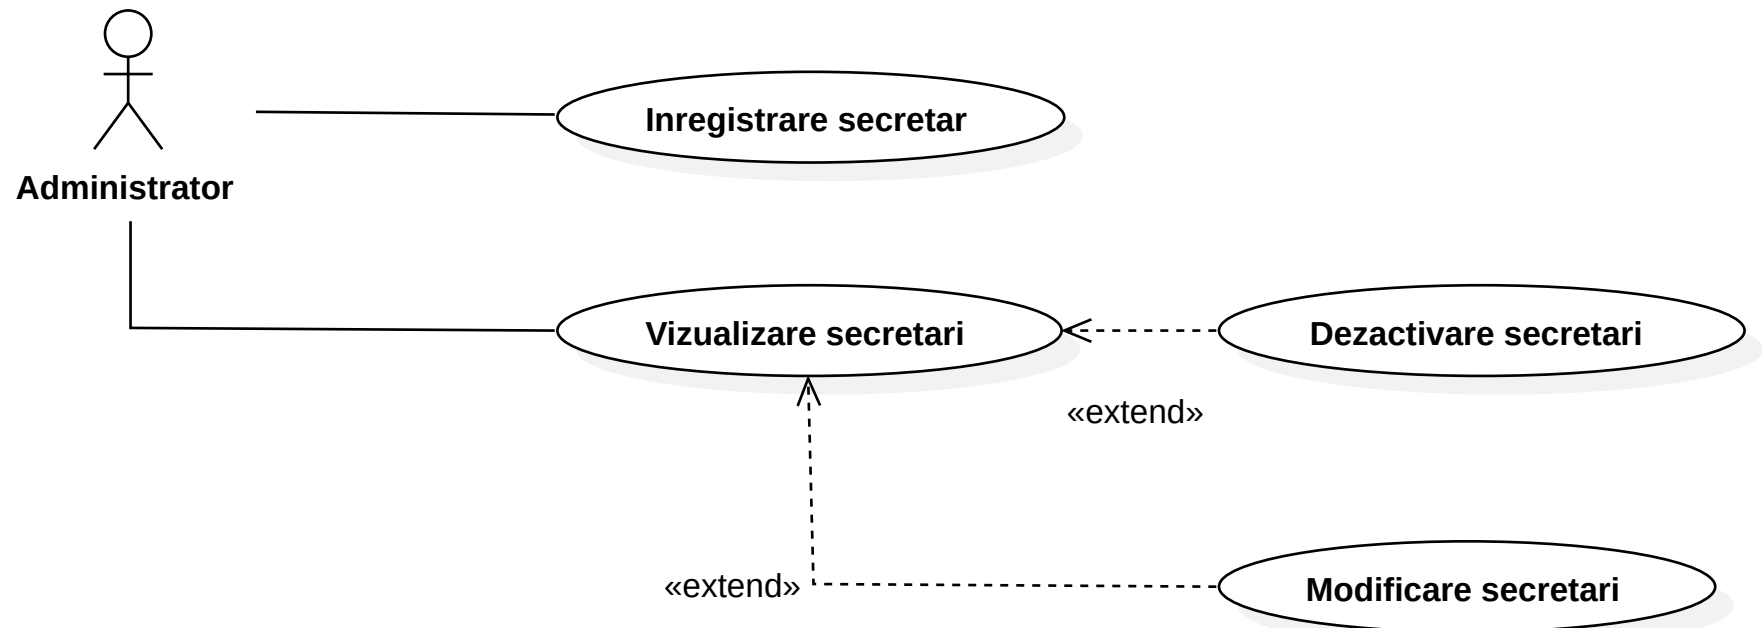 Inregistrare secretar
Administrator
Vizualizare secretari
Dezactivare secretari
«extend»
«extend»
Modificare secretari